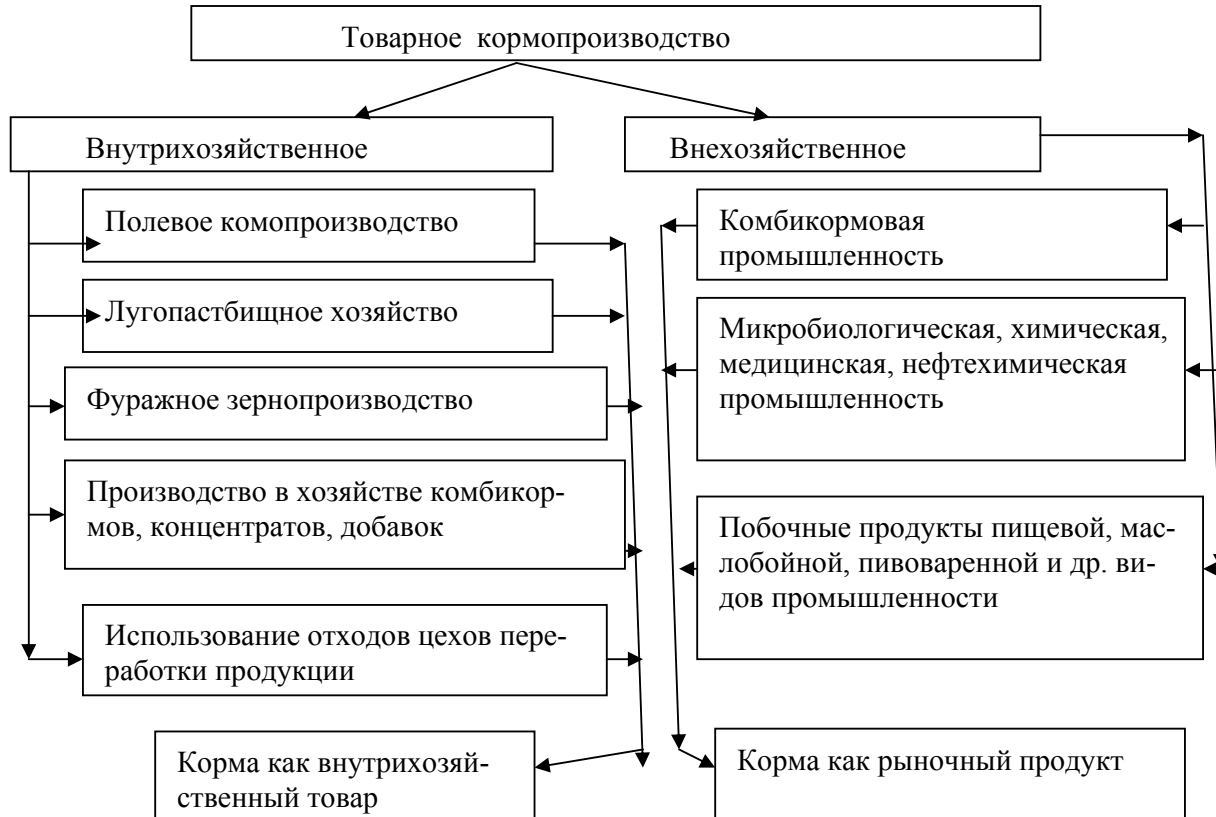 Товарное кормопроизводство
Внутрихозяйственное
Внехозяйственное
Полевое комопроизводство
Лугопастбищное хозяйство
Фуражное зернопроизводство
Производство в хозяйстве комбикор-
мов, концентратов, добавок
Использование отходов цехов пере-
работки продукции
Корма как внутрихозяй-
ственный товар
Комбикормовая
промышленность
Микробиологическая, химическая,
медицинская, нефтехимическая
промышленность
Побочные продукты пищевой, мас-
лобойной, пивоваренной и др. ви-
дов промышленности
Корма как рыночный продукт